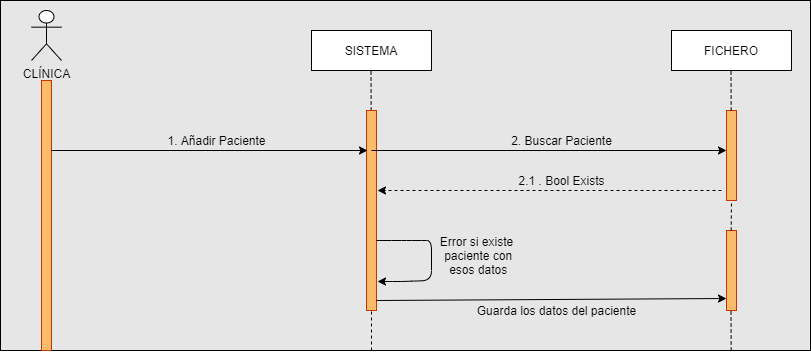 CLÍNICA
SISTEMA
FICHERO
1. Añadir Paciente
2. Buscar Paciente
2.1 . Bool Exists
Error si existe
paciente con
esos datos
Guarda los datos del paciente